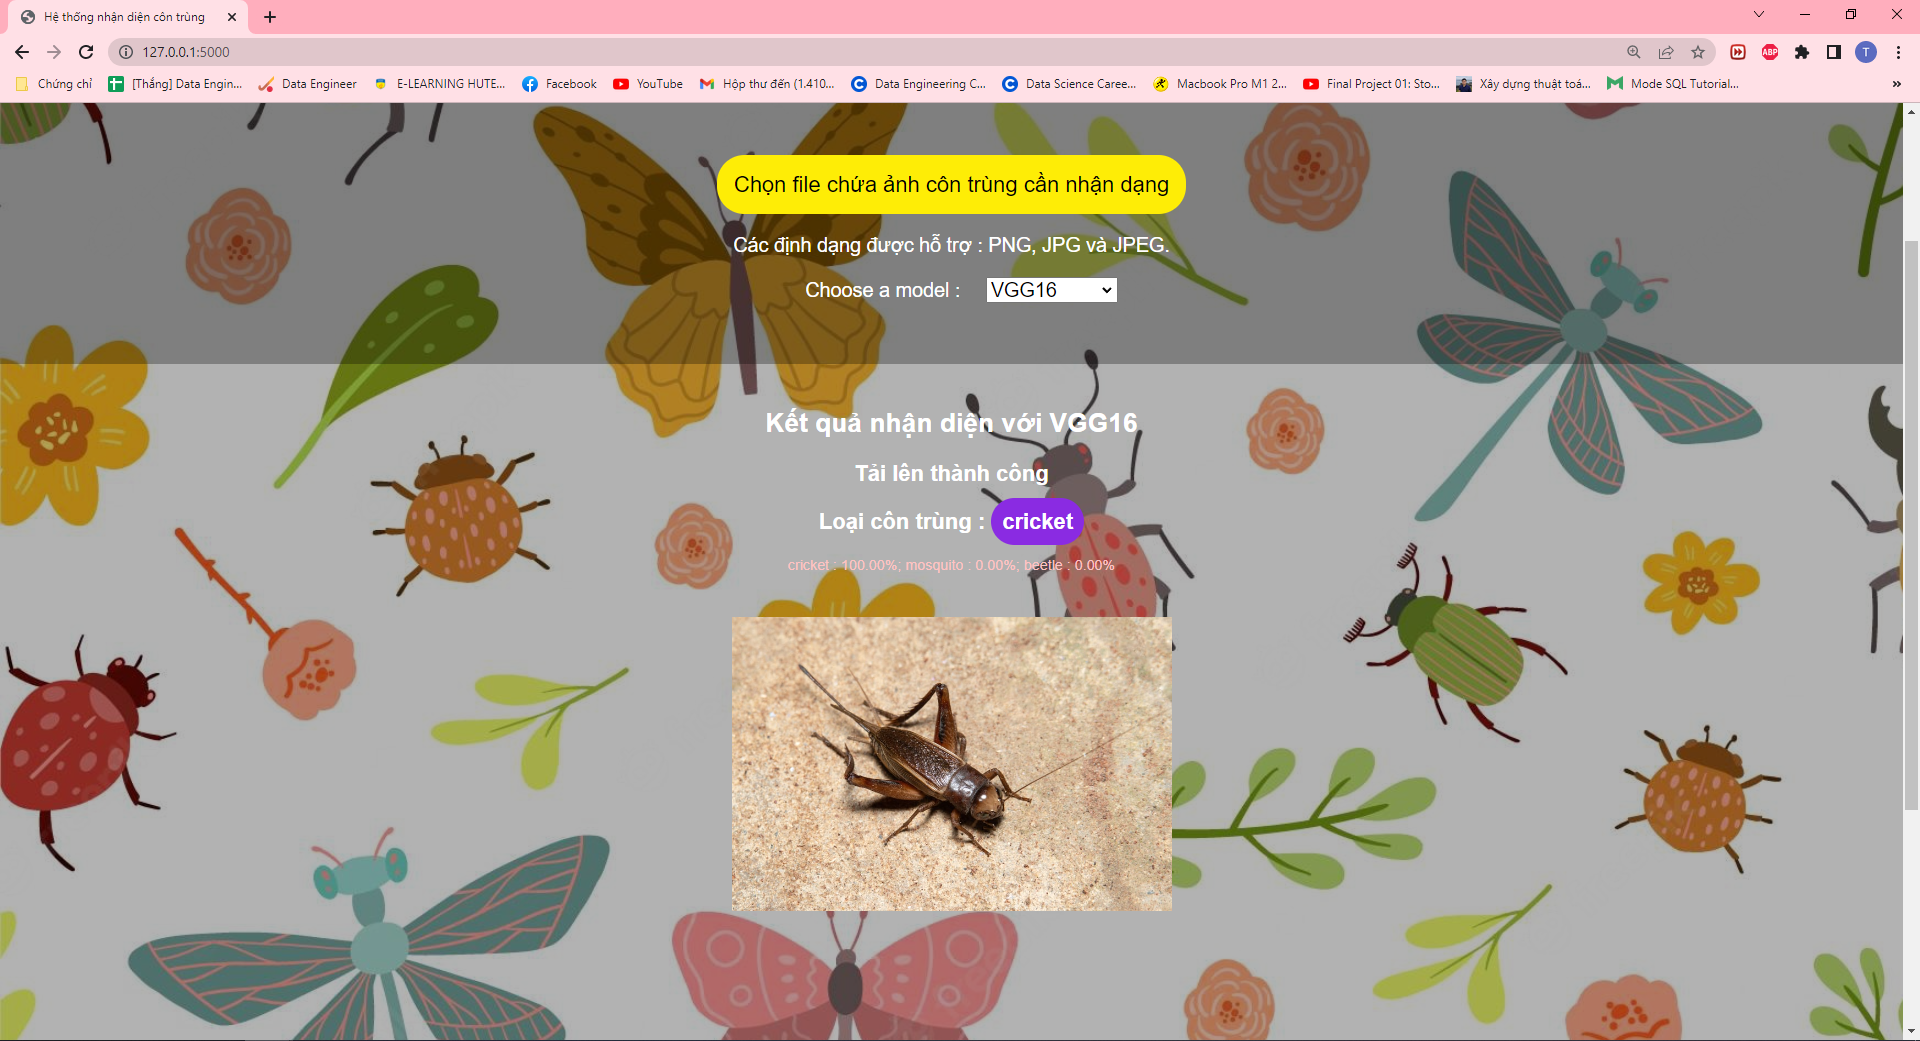 Hệ thống nhận diện côn trùng
127.0.0.1:5000
ABP
T
Chứng chỉ
[Thắng] Data Engin...
Data Engineer
E-LEARNING HUTE...
Facebook
YouTube
Hộp thư đến (1.410...
Data Engineering C...
Data Science Caree...
Macbook Pro M1 2...
Final Project 01: Sto...
Xây dựng thuật toá...
Mode SQL Tutorial...
Chọn file chứa ảnh côn trùng cần nhận dạng
Các định dạng được hỗ trợ : PNG, JPG và JPEG.
Choose a model : VGG16
Kết quả nhận diện với VGG16
Tải lên thành công
Loại côn trùng : cricket
cricket : 100.00%; mosquito : 0.00%; beetle : 0.00%